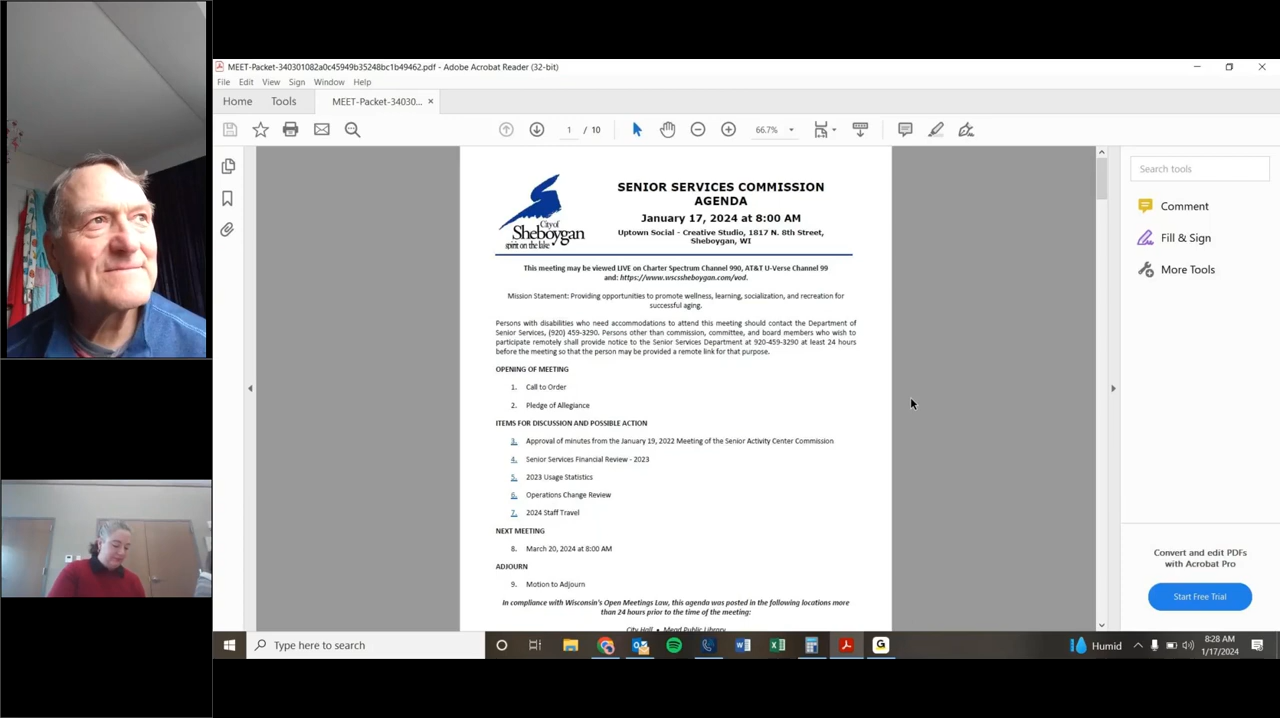 MEET-Packet-340301082a0c45949b35248bc1b49462.pdf - Adobe Acrobat Reader (32-bit)
File Edit View Sign Window Help
Home Tools MEET-Packet-34030... ×
1 / 10 66.7%
Search tools
Comment
Fill & Sign
More Tools
Convert and edit PDFs
with Acrobat Pro
Start Free Trial
City of
Sheboygan
spirit on the lake
SENIOR SERVICES COMMISSION
AGENDA
January 17, 2024 at 8:00 AM
Uptown Social - Creative Studio, 1817 N. 8th Street,
Sheboygan, WI
This meeting may be viewed LIVE on Charter Spectrum Channel 990, AT&T U-Verse Channel 99
and: https://www.wscssheboygan.com/vod.
Mission Statement: Providing opportunities to promote wellness, learning, socialization, and recreation for
successful aging.
Persons with disabilities who need accommodations to attend this meeting should contact the Department of
Senior Services, (920) 459-3290. Persons other than commission, committee, and board members who wish to
participate remotely shall provide notice to the Senior Services Department at 920-459-3290 at least 24 hours
before the meeting so that the person may be provided a remote link for that purpose.
OPENING OF MEETING
1. Call to Order
2. Pledge of Allegiance
ITEMS FOR DISCUSSION AND POSSIBLE ACTION
3. Approval of minutes from the January 19, 2022 Meeting of the Senior Activity Center Commission
4. Senior Services Financial Review - 2023
5. 2023 Usage Statistics
6. Operations Change Review
7. 2024 Staff Travel
NEXT MEETING
8. March 20, 2024 at 8:00 AM
ADJOURN
9. Motion to Adjourn
In compliance with Wisconsin's Open Meetings Law, this agenda was posted in the following locations more
than 24 hours prior to the time of the meeting:
City Hall • Mead Public Library
Type here to search
Humid
8:28 AM
1/17/2024